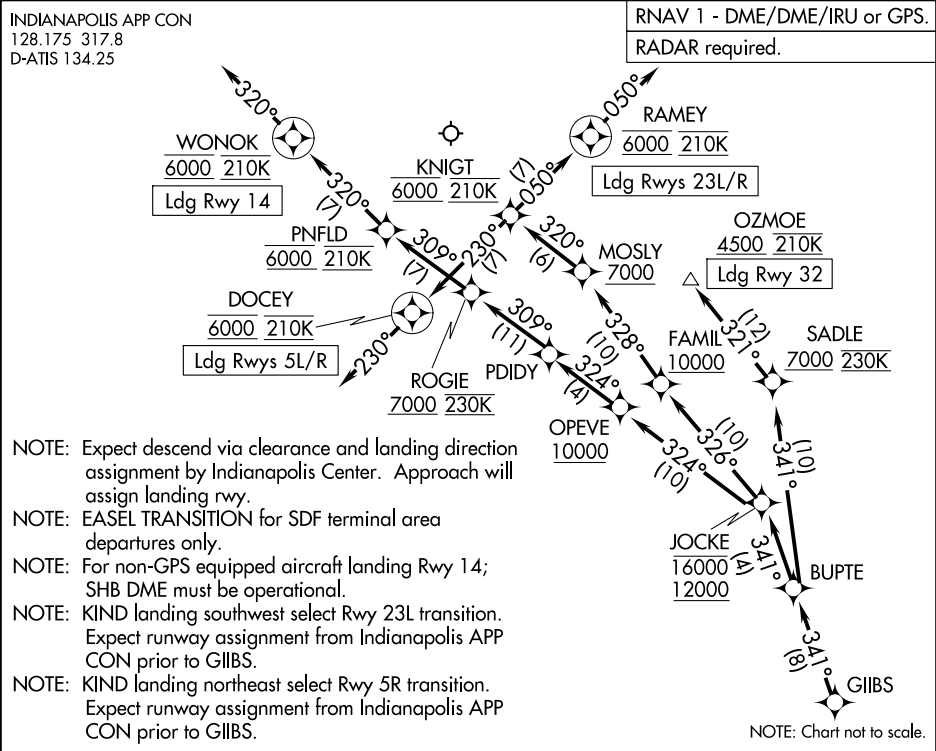 INDIANAPOLIS APP CON
128.175 317.8
D-ATIS 134.25
RNAV 1 - DME/DME/IRU or GPS.
RADAR required.
320°
050°
WONOK
6000 210K
Ldg Rwy 14
KNIGT
6000 210K
RAMEY
6000 210K
Ldg Rwys 23L/R
(7)
050°
320°
(7)
PNFLD
6000 210K
309°
(7)
230°
(7)
320°
(6)
MOSLY
7000
OZMOE
4500 210K
Ldg Rwy 32
DOCEY
6000 210K
Ldg Rwys 5L/R
230°
309°
(11)
328°
(10)
FAMIL
10000
(12)
321°
SADLE
7000 230K
ROGIE
7000 230K
PDIDY
324°
(4)
OPEVE
10000
(10)
326°
324°
(10)
(10)
341°
JOCKE
16000
12000
(4)
341°
BUPTE
341°
(8)
GIIBS
NOTE: Expect descend via clearance and landing direction
assignment by Indianapolis Center. Approach will
assign landing rwy.
NOTE: EASEL TRANSITION for SDF terminal area
departures only.
NOTE: For non-GPS equipped aircraft landing Rwy 14;
SHB DME must be operational.
NOTE: KIND landing southwest select Rwy 23L transition.
Expect runway assignment from Indianapolis APP
CON prior to GIIBS.
NOTE: KIND landing northeast select Rwy 5R transition.
Expect runway assignment from Indianapolis APP
CON prior to GIIBS.
NOTE: Chart not to scale.